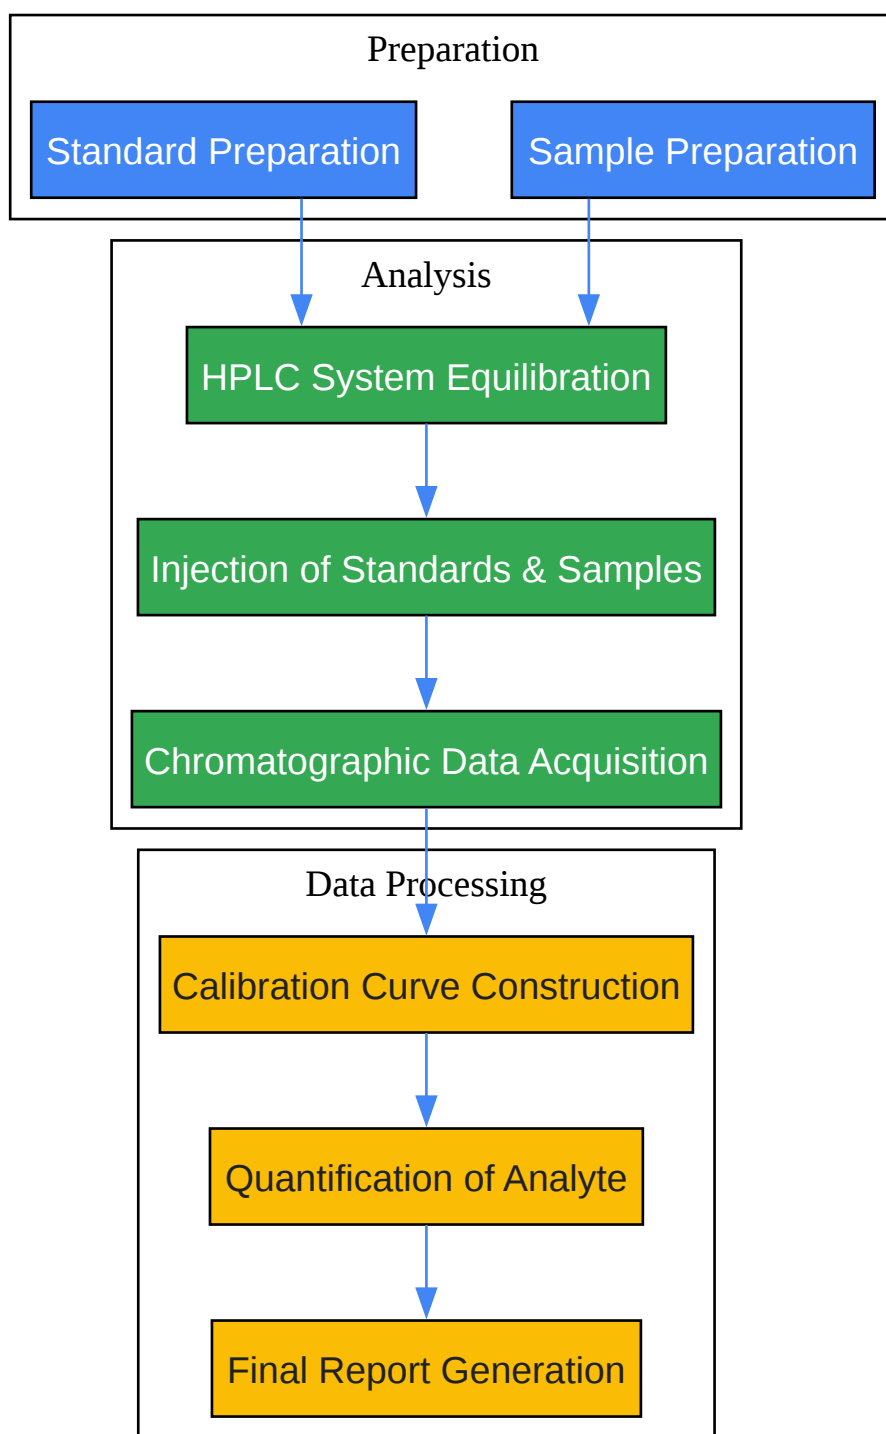 Preparation
Standard Preparation
Sample Preparation
Analysis
HPLC System Equilibration
Injection of Standards & Samples
Chromatographic Data Acquisition
Data Processing
Calibration Curve Construction
Quantification of Analyte
Final Report Generation